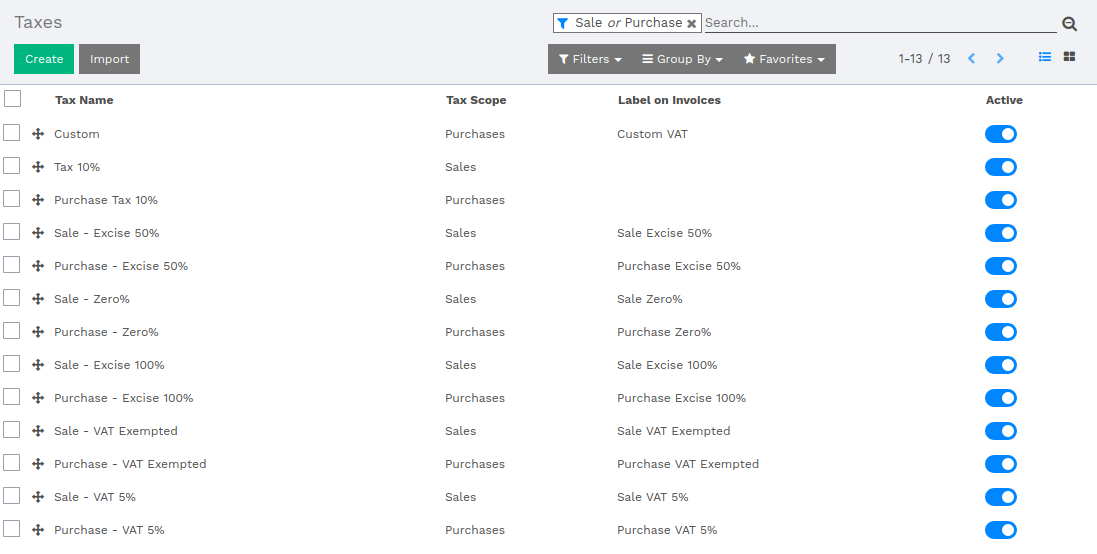 Taxes Sale or Purchase Search...
Create Import Filters Group By Favorites 1-13 / 13
Tax Name Tax Scope Label on Invoices Active
Custom Purchases Custom VAT
Tax 10% Sales
Purchase Tax 10% Purchases
Sale - Excise 50% Sales Sale Excise 50%
Purchase - Excise 50% Purchases Purchase Excise 50%
Sale - Zero% Sales Sale Zero%
Purchase - Zero% Purchases Purchase Zero%
Sale - Excise 100% Sales Sale Excise 100%
Purchase - Excise 100% Purchases Purchase Excise 100%
Sale - VAT Exempted Sales Sale VAT Exempted
Purchase - VAT Exempted Purchases Purchase VAT Exempted
Sale - VAT 5% Sales Sale VAT 5%
Purchase - VAT 5% Purchases Purchase VAT 5%